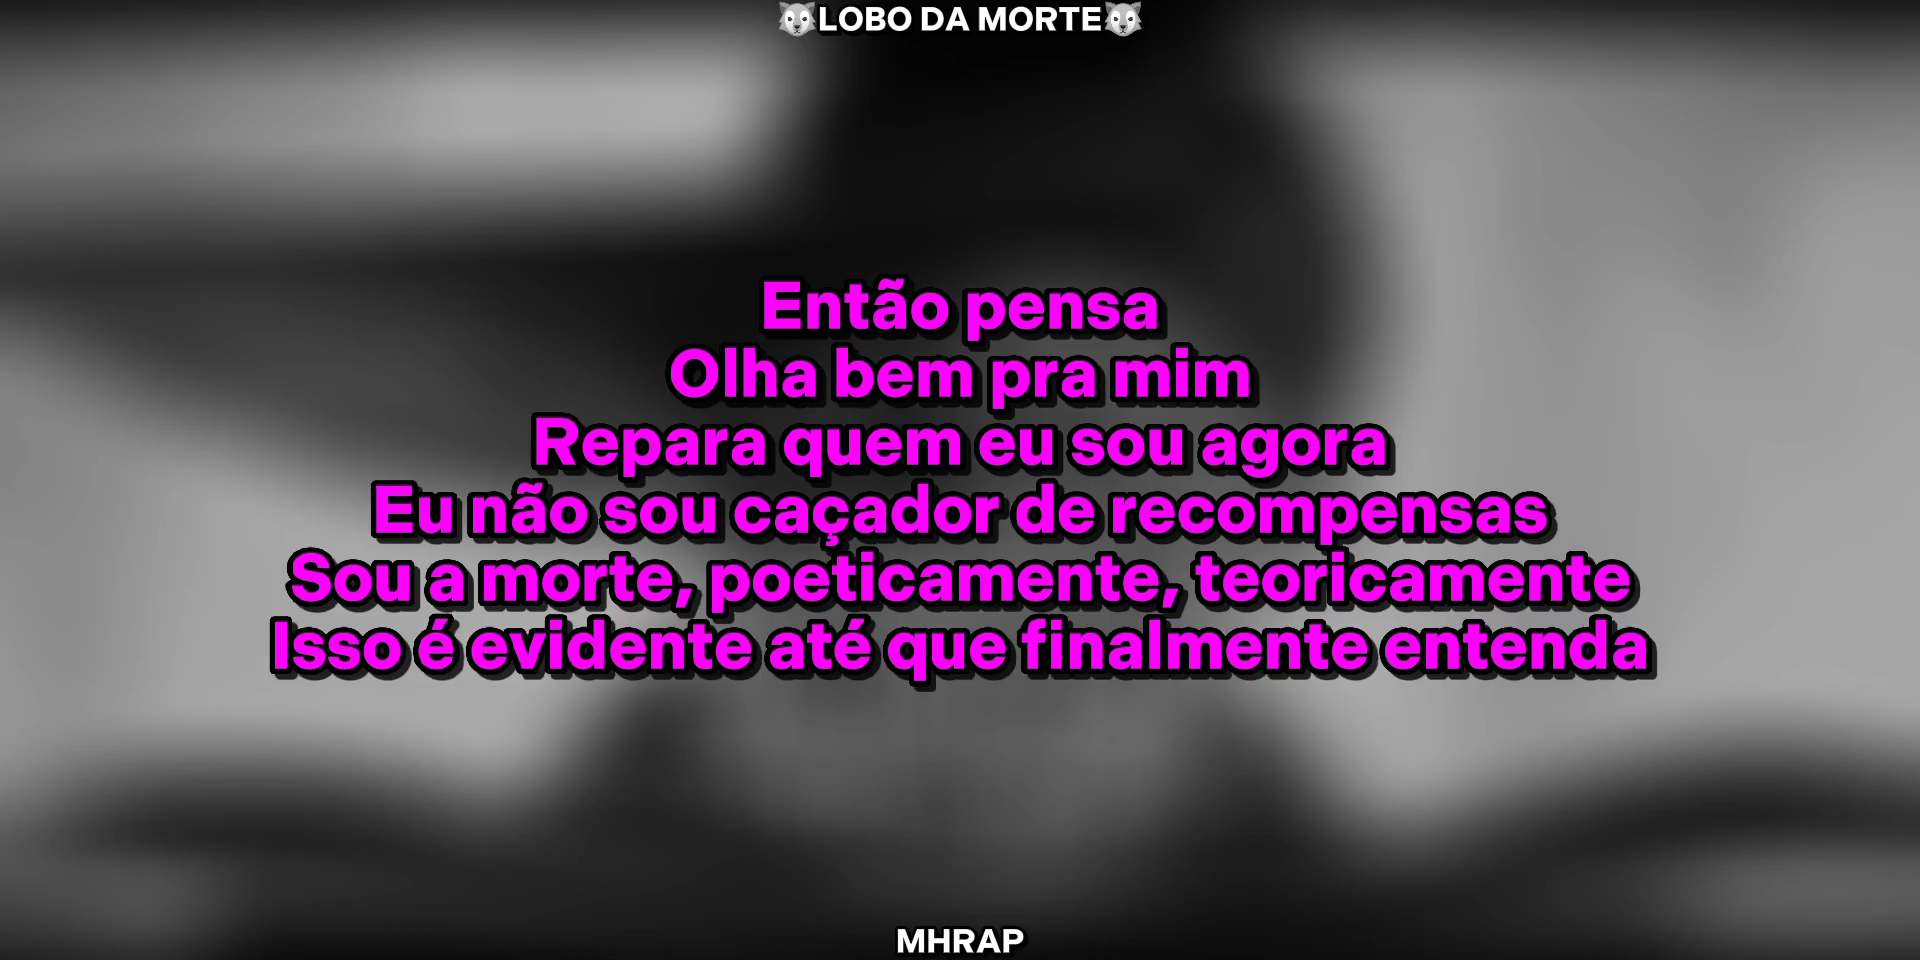 🐺LOBO DA MORTE🐺
Então pensa
Olha bem pra mim
Repara quem eu sou agora
Eu não sou caçador de recompensas
Sou a morte, poeticamente, teoricamente
Isso é evidente até que finalmente entenda
MHRAP